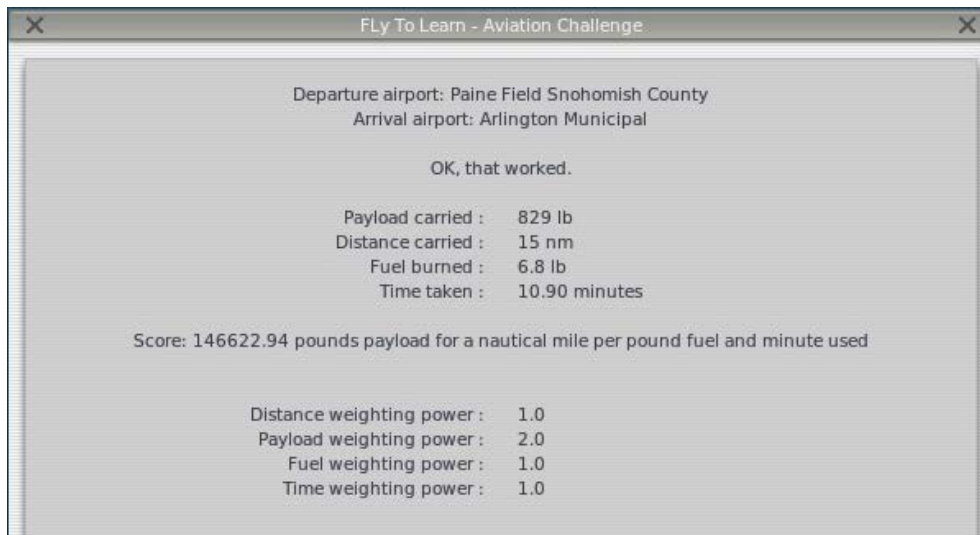 FLy To Learn - Aviation Challenge
Departure airport: Paine Field Snohomish County
Arrival airport: Arlington Municipal
OK, that worked.
Payload carried : 829 lb
Distance carried : 15 nm
Fuel burned : 6.8 lb
Time taken : 10.90 minutes
Score: 146622.94 pounds payload for a nautical mile per pound fuel and minute used
Distance weighting power : 1.0
Payload weighting power : 2.0
Fuel weighting power : 1.0
Time weighting power : 1.0